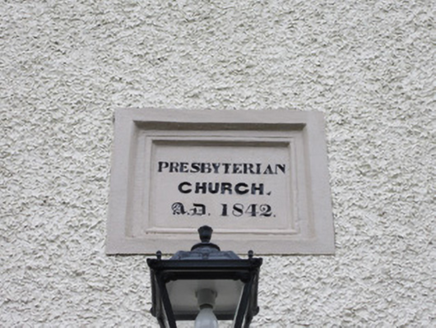 PRESBYTERIAN
CHURCH.
A.D. 1842.